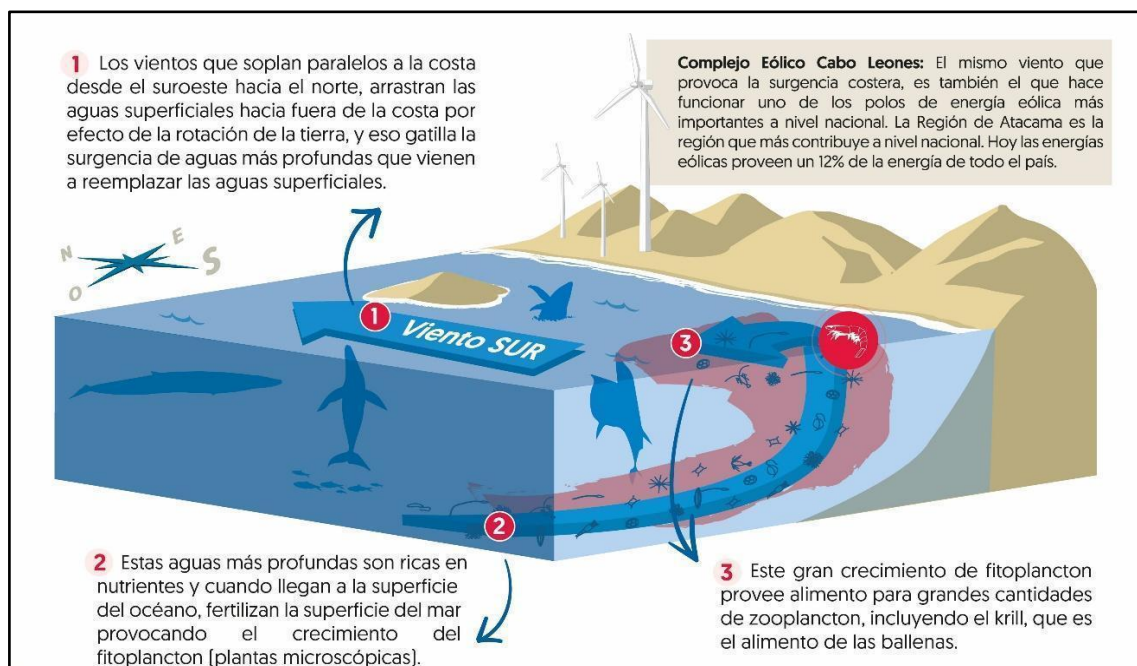 1 Los vientos que soplan paralelos a la costa
desde el suroeste hacia el norte, arrastran las
aguas superficiales hacia fuera de la costa por
efecto de la rotación de la tierra, y eso gatilla la
surgencia de aguas más profundas que vienen
a reemplazar las aguas superficiales.
Complejo Eólico Cabo Leones: El mismo viento que
provoca la surgencia costera, es también el que hace
funcionar uno de los polos de energía eólica más
importantes a nivel nacional. La Región de Atacama es la
región que más contribuye a nivel nacional. Hoy las energías
eólicas proveen un 12% de la energía de todo el país.
N E
O S
1 Viento SUR
3
2
2 Estas aguas más profundas son ricas en
nutrientes y cuando llegan a la superficie
del océano, fertilizan la superficie del mar
provocando el crecimiento del
fitoplancton (plantas microscópicas).
3 Este gran crecimiento de fitoplancton
provee alimento para grandes cantidades
de zooplancton, incluyendo el krill, que es
el alimento de las ballenas.